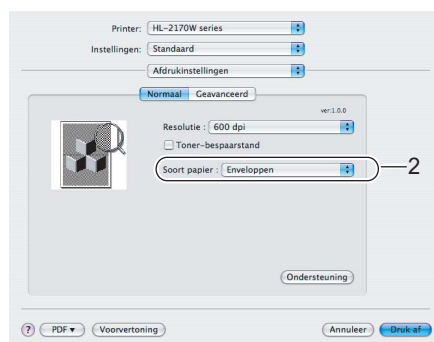 Printer: HL-2170W series
Instellingen: Standaard
Afdrukinstellingen
Normaal Geavanceerd
ver:1.0.0
Resolutie : 600 dpi
Toner-bespaarstand
Soort papier : Enveloppen
2
Ondersteuning
? PDF ▼ Voorvertoning Annuleer Druk af